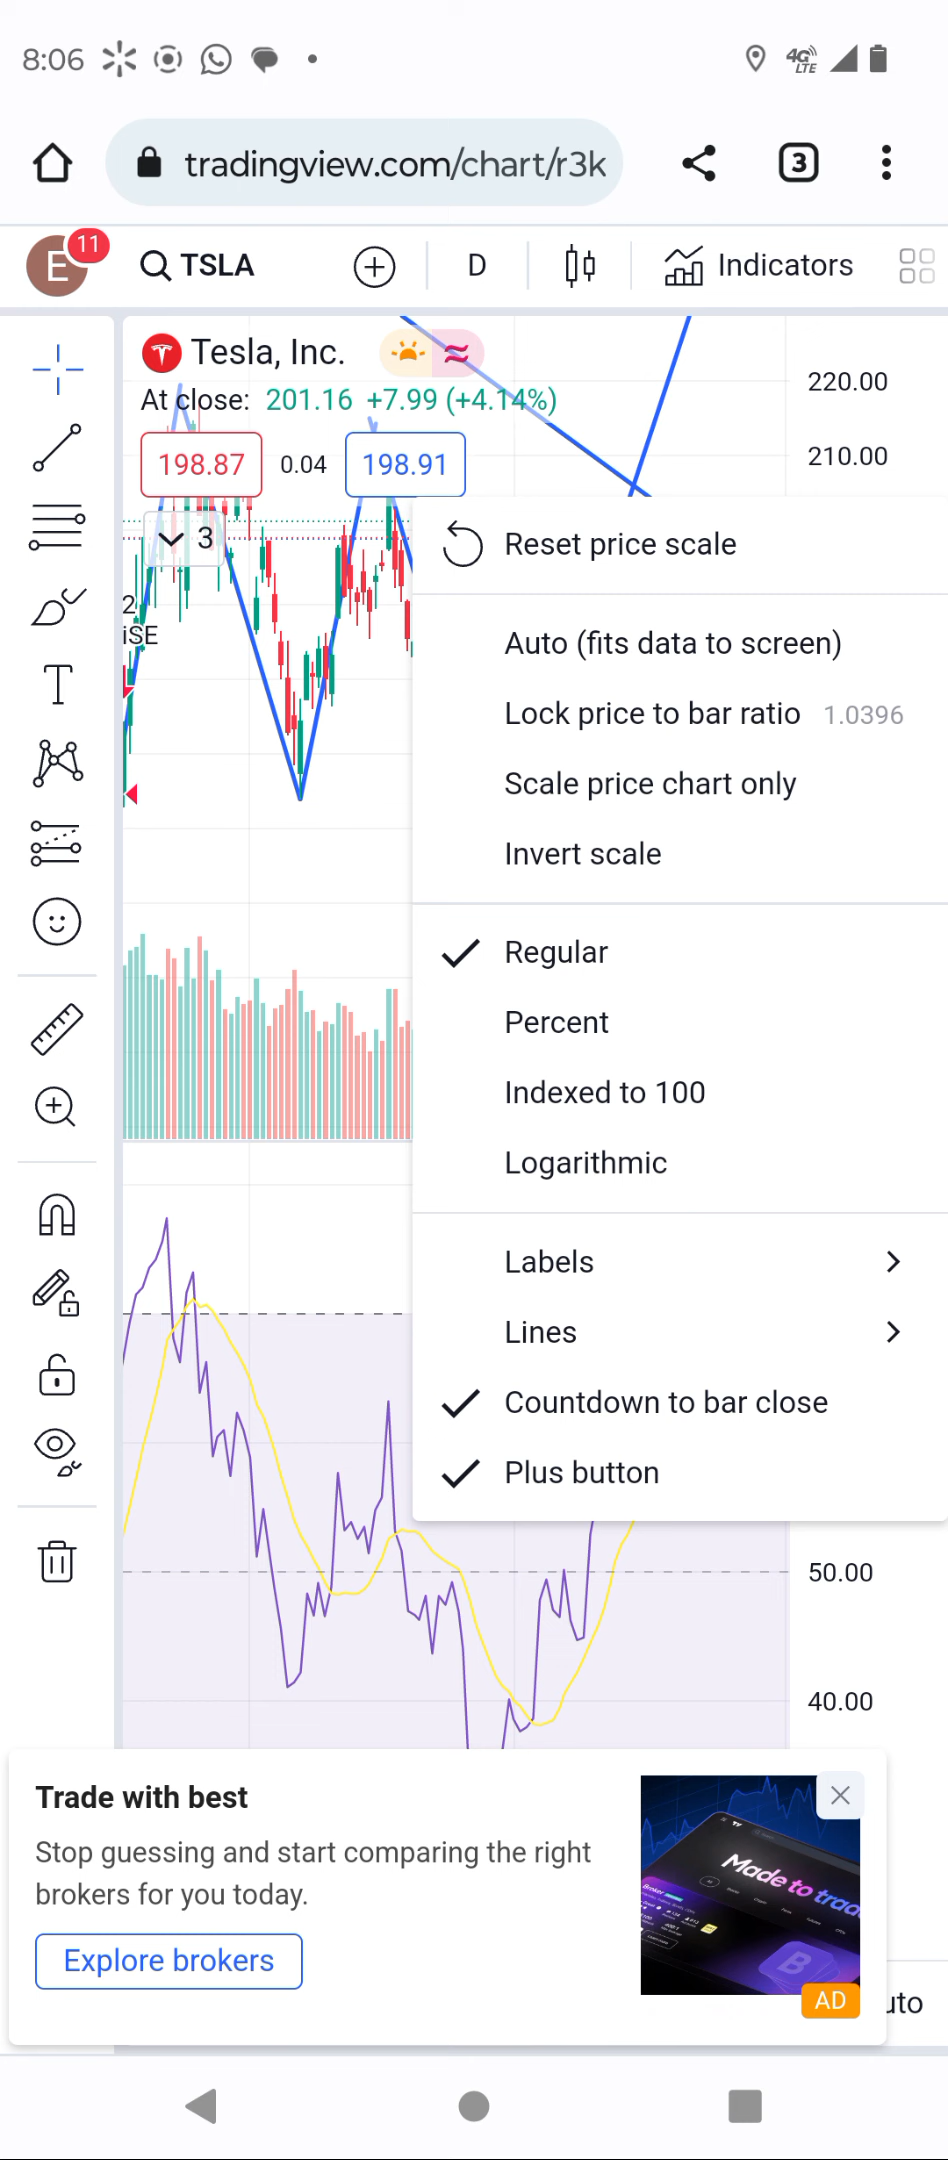 8:06
4G
LTE
tradingview.com/chart/r3k
3
E
11
TSLA
D
Indicators
Tesla, Inc.
At close: 201.16 +7.99 (+4.14%)
198.87 0.04 198.91
3
2
iSE
220.00
210.00
Reset price scale
Auto (fits data to screen)
Lock price to bar ratio 1.0396
Scale price chart only
Invert scale
Regular
Percent
Indexed to 100
Logarithmic
Labels
Lines
Countdown to bar close
Plus button
50.00
40.00
Trade with best
Stop guessing and start comparing the right
brokers for you today.
Explore brokers
Made to trad
AD
uto